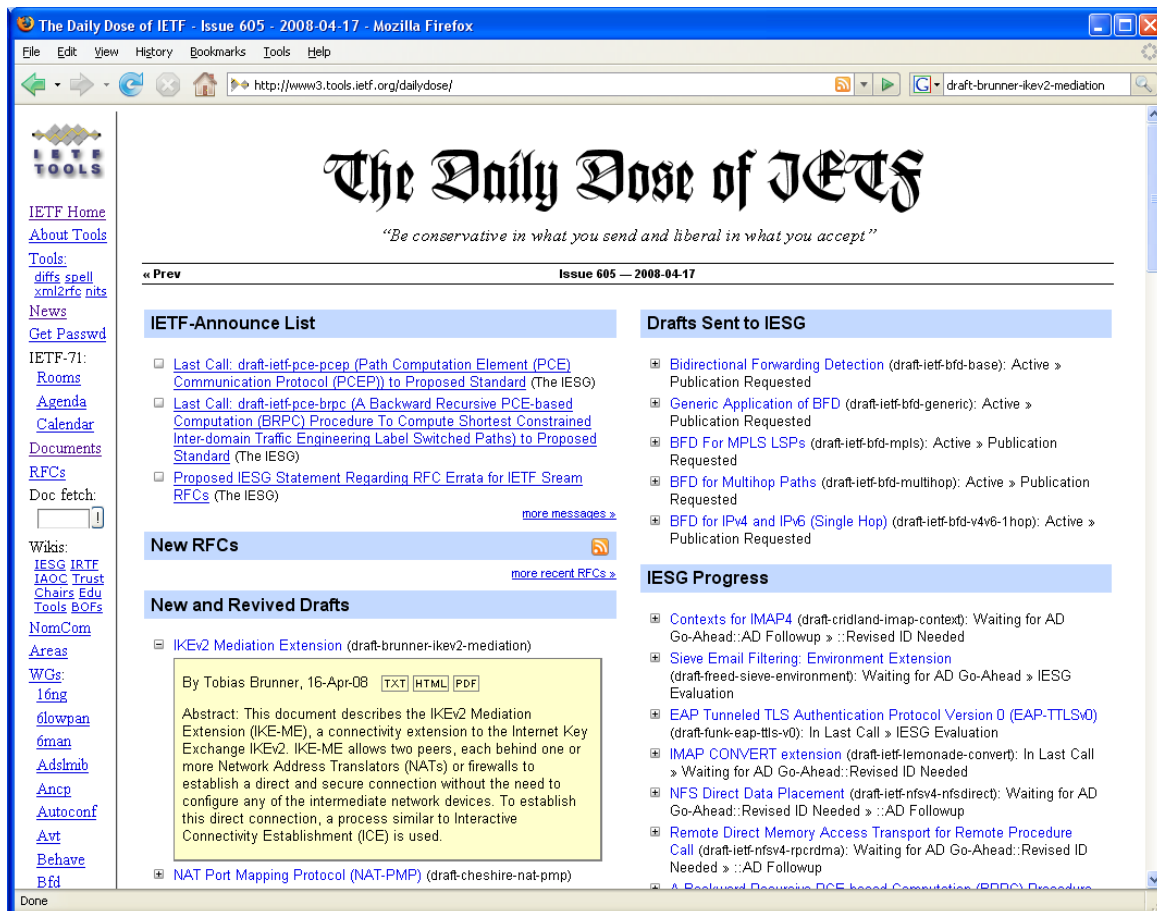 The Daily Dose of IETF - Issue 605 - 2008-04-17 - Mozilla Firefox
File Edit View History Bookmarks Tools Help
http://www3.tools.ietf.org/dailydose/
G draft-brunner-ikev2-mediation
I E T F
TOOLS
IETF Home
About Tools
Tools:
diffs spell
xml2rfc nits
News
Get Passwd
IETF-71:
Rooms
Agenda
Calendar
Documents
RFCs
Doc fetch:
!
Wikis:
IESG IRTF
IAOC Trust
Chairs Edu
Tools BOFs
NomCom
Areas
WGs:
16ng
6lowpan
6man
Adslmib
Ancp
Autoconf
Avt
Behave
Bfd
The Daily Dose of IETF
“Be conservative in what you send and liberal in what you accept”
« Prev
Issue 605 — 2008-04-17
IETF-Announce List
Last Call: draft-ietf-pce-pcep (Path Computation Element (PCE)
Communication Protocol (PCEP)) to Proposed Standard (The IESG)
Last Call: draft-ietf-pce-brpc (A Backward Recursive PCE-based
Computation (BRPC) Procedure To Compute Shortest Constrained
Inter-domain Traffic Engineering Label Switched Paths) to Proposed
Standard (The IESG)
Proposed IESG Statement Regarding RFC Errata for IETF Sream
RFCs (The IESG)
more messages »
New RFCs
more recent RFCs »
New and Revived Drafts
IKEv2 Mediation Extension (draft-brunner-ikev2-mediation)
By Tobias Brunner, 16-Apr-08 TXT HTML PDF
Abstract: This document describes the IKEv2 Mediation
Extension (IKE-ME), a connectivity extension to the Internet Key
Exchange IKEv2. IKE-ME allows two peers, each behind one or
more Network Address Translators (NATs) or firewalls to
establish a direct and secure connection without the need to
configure any of the intermediate network devices. To establish
this direct connection, a process similar to Interactive
Connectivity Establishment (ICE) is used.
NAT Port Mapping Protocol (NAT-PMP) (draft-cheshire-nat-pmp)
Drafts Sent to IESG
Bidirectional Forwarding Detection (draft-ietf-bfd-base): Active »
Publication Requested
Generic Application of BFD (draft-ietf-bfd-generic): Active »
Publication Requested
BFD For MPLS LSPs (draft-ietf-bfd-mpls): Active » Publication
Requested
BFD for Multihop Paths (draft-ietf-bfd-multihop): Active » Publication
Requested
BFD for IPv4 and IPv6 (Single Hop) (draft-ietf-bfd-v4v6-1hop): Active »
Publication Requested
IESG Progress
Contexts for IMAP4 (draft-cridland-imap-context): Waiting for AD
Go-Ahead::AD Followup » ::Revised ID Needed
Sieve Email Filtering: Environment Extension
(draft-freed-sieve-environment): Waiting for AD Go-Ahead » IESG
Evaluation
EAP Tunneled TLS Authentication Protocol Version 0 (EAP-TTLSv0)
(draft-funk-eap-ttls-v0): In Last Call » IESG Evaluation
IMAP CONVERT extension (draft-ietf-lemonade-convert): In Last Call
» Waiting for AD Go-Ahead::Revised ID Needed
NFS Direct Data Placement (draft-ietf-nfsv4-nfsdirect): Waiting for AD
Go-Ahead::Revised ID Needed » ::AD Followup
Remote Direct Memory Access Transport for Remote Procedure
Call (draft-ietf-nfsv4-rpcrdma): Waiting for AD Go-Ahead::Revised ID
Needed » ::AD Followup
A Backward Recursive PCE-based Computation (BRPC) Procedure
Done